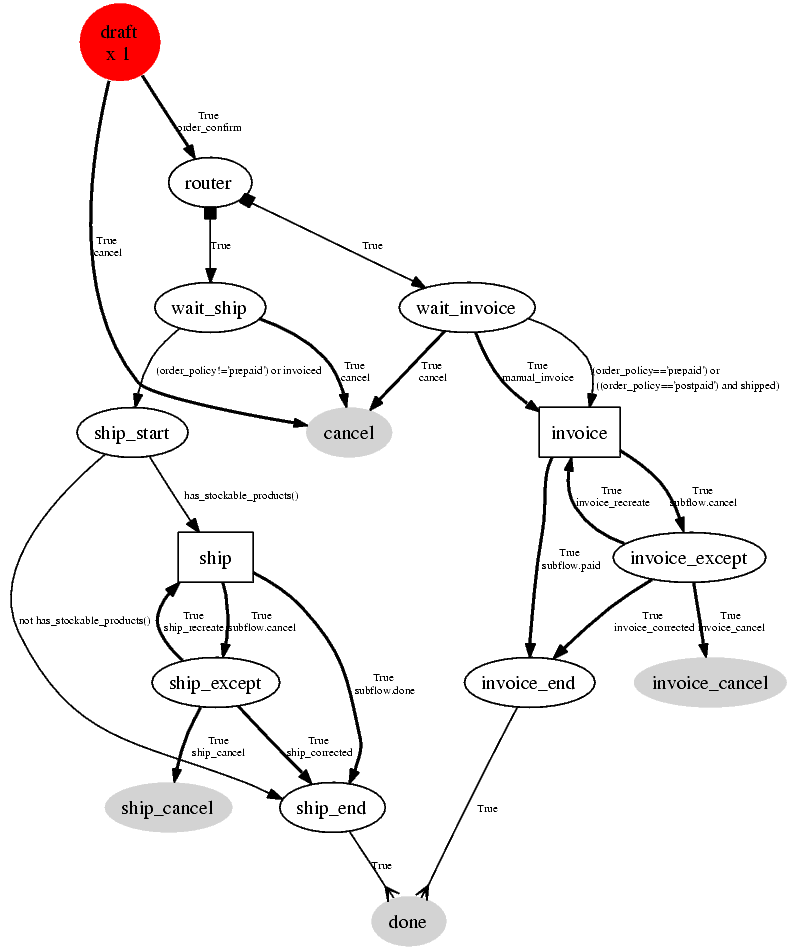 draft
x 1
True
order_confirm
router
True
cancel
True
True
wait_ship
wait_invoice
(order_policy!='prepaid') or invoiced
True
cancel
True
cancel
True
manual_invoice
(order_policy=='prepaid') or
((order_policy=='postpaid') and shipped)
ship_start
cancel
invoice
has_stockable_products()
True
invoice_recreate
True
subflow.cancel
ship
True
subflow.paid
invoice_except
not has_stockable_products()
True
ship_recreate
True
subflow.cancel
True
invoice_corrected
True
invoice_cancel
ship_except
True
subflow.done
invoice_end
invoice_cancel
True
ship_cancel
True
ship_corrected
ship_cancel
ship_end
True
True
done